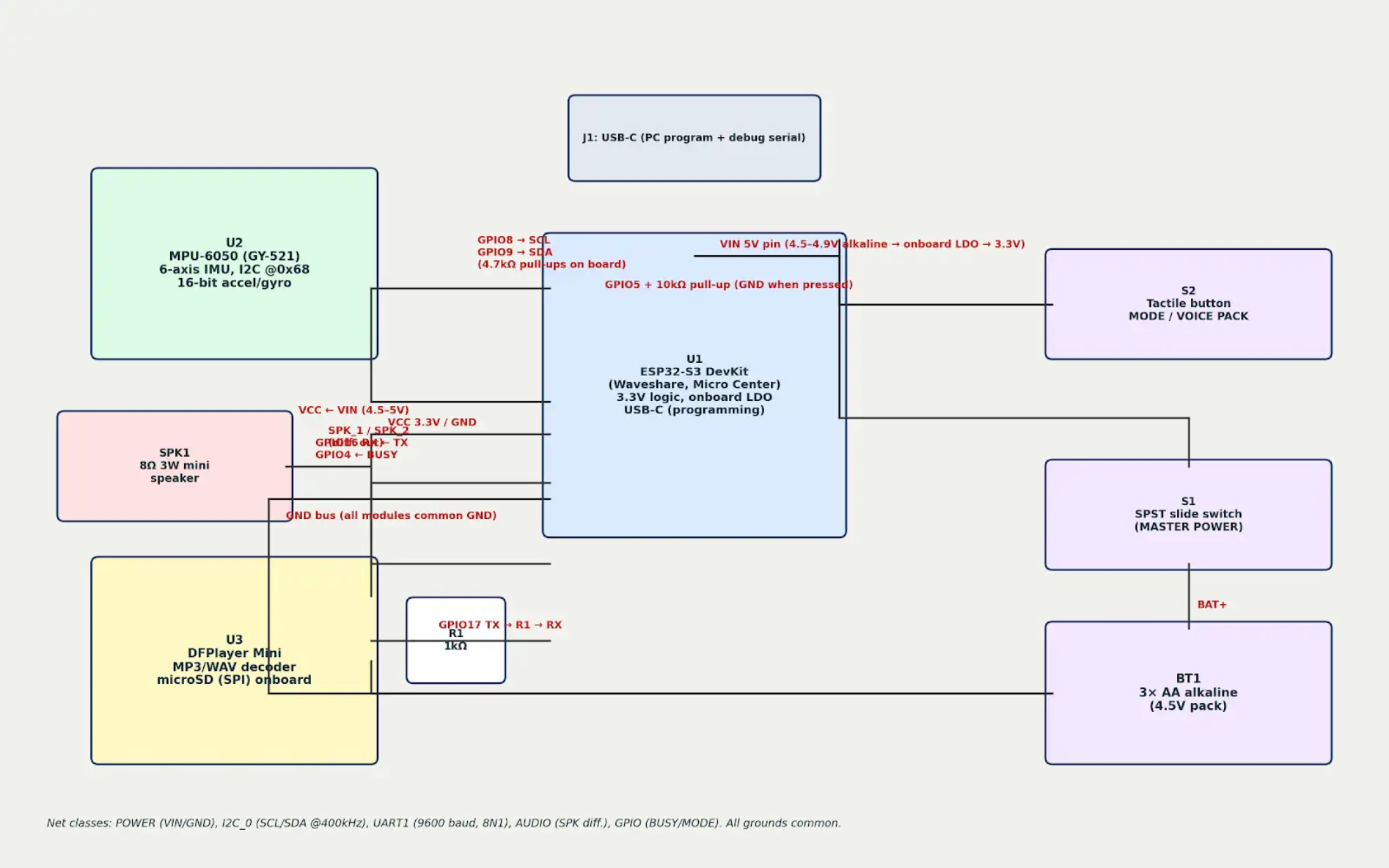 J1: USB-C (PC program + debug serial)
U2
MPU-6050 (GY-521)
6-axis IMU, I2C @0x68
16-bit accel/gyro
GPIO8 → SCL
GPIO9 → SDA
(4.7kΩ pull-ups on board)
VIN 5V pin (4.5–4.9V alkaline → onboard LDO → 3.3V)
GPIO5 + 10kΩ pull-up (GND when pressed)
S2
Tactile button
MODE / VOICE PACK
U1
ESP32-S3 DevKit
(Waveshare, Micro Center)
3.3V logic, onboard LDO
USB-C (programming)
VCC ← VIN (4.5–5V)
VCC 3.3V / GND
SPK_1 / SPK_2
← TX
GPIO4 ← BUSY
SPK1
8Ω 3W mini
speaker
GND bus (all modules common GND)
S1
SPST slide switch
(MASTER POWER)
BAT+
GPIO17 TX → R1 → RX
R1
1kΩ
U3
DFPlayer Mini
MP3/WAV decoder
microSD (SPI) onboard
BT1
3× AA alkaline
(4.5V pack)
Net classes: POWER (VIN/GND), I2C_0 (SCL/SDA @400kHz), UART1 (9600 baud, 8N1), AUDIO (SPK diff.), GPIO (BUSY/MODE). All grounds common.